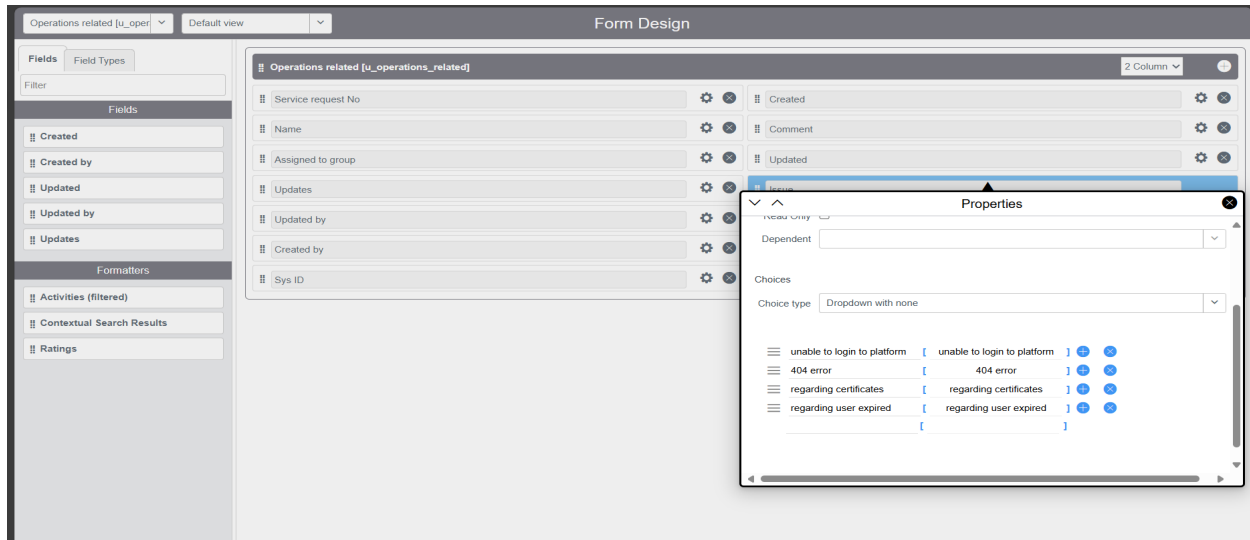 Operations related [u_oper
Default view
Form Design
Fields
Field Types
Filter
Fields
Created
Created by
Updated
Updated by
Updates
Formatters
Activities (filtered)
Contextual Search Results
Ratings
Operations related [u_operations_related]
2 Column
Service request No
Created
Name
Comment
Assigned to group
Updated
Updates
Issue
Updated by
Created by
Sys ID
Properties
Read Only
Dependent
Choices
Choice type
Dropdown with none
unable to login to platform [ unable to login to platform ]
404 error [ 404 error ]
regarding certificates [ regarding certificates ]
regarding user expired [ regarding user expired ]
[ ]